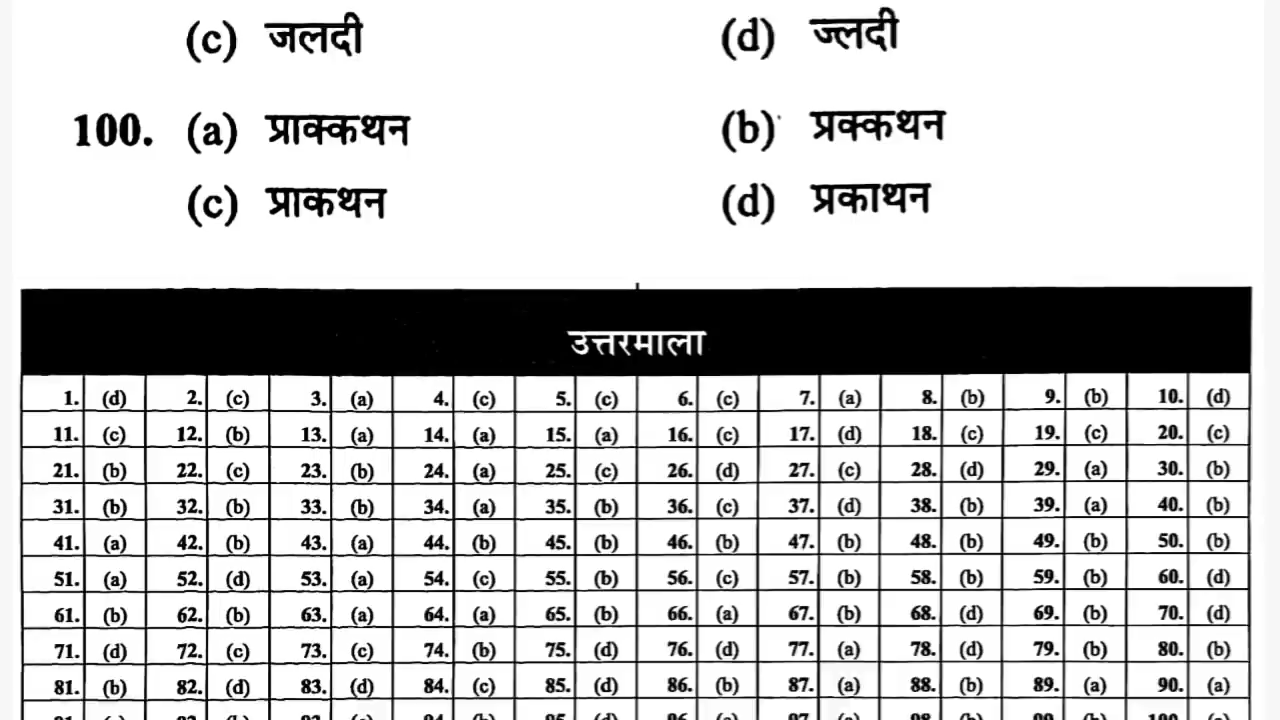 (c) जलदी (d) ज्लदी
100. (a) प्राक्कथन (b) प्रक्कथन
(c) प्राकथन (d) प्रकाथन
उत्तरमाला
1. (d) 2. (c) 3. (a) 4. (c) 5. (c) 6. (c) 7. (a) 8. (b) 9. (b) 10. (d)
11. (c) 12. (b) 13. (a) 14. (a) 15. (a) 16. (c) 17. (d) 18. (c) 19. (c) 20. (c)
21. (b) 22. (c) 23. (b) 24. (a) 25. (c) 26. (d) 27. (c) 28. (d) 29. (a) 30. (b)
31. (b) 32. (b) 33. (b) 34. (a) 35. (b) 36. (c) 37. (d) 38. (b) 39. (a) 40. (b)
41. (a) 42. (b) 43. (a) 44. (b) 45. (b) 46. (b) 47. (b) 48. (b) 49. (b) 50. (b)
51. (a) 52. (d) 53. (a) 54. (c) 55. (b) 56. (c) 57. (b) 58. (b) 59. (b) 60. (d)
61. (b) 62. (b) 63. (a) 64. (a) 65. (b) 66. (a) 67. (b) 68. (d) 69. (b) 70. (d)
71. (d) 72. (c) 73. (c) 74. (b) 75. (d) 76. (d) 77. (a) 78. (d) 79. (b) 80. (b)
81. (b) 82. (d) 83. (d) 84. (c) 85. (d) 86. (b) 87. (a) 88. (b) 89. (a) 90. (a)